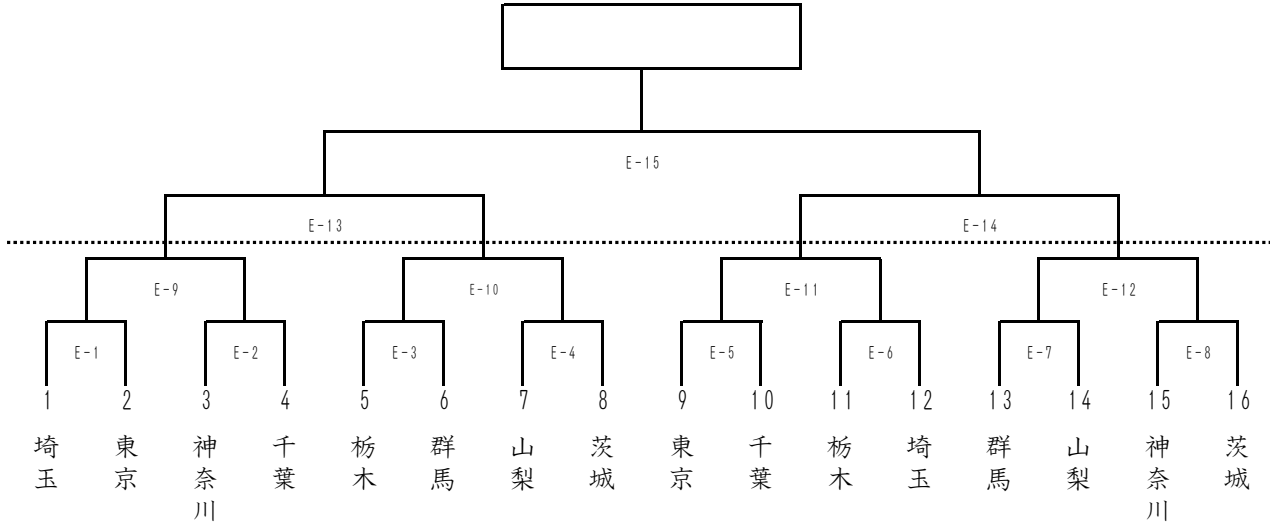 E-15
E-13 E-14
E-9 E-10 E-11 E-12
E-1 E-2 E-3 E-4 E-5 E-6 E-7 E-8
1 2 3 4 5 6 7 8 9 10 11 12 13 14 15 16
埼玉 東京 神奈川 千葉 栃木 群馬 山梨 茨城 東京 千葉 栃木 埼玉 群馬 山梨 神奈川 茨城